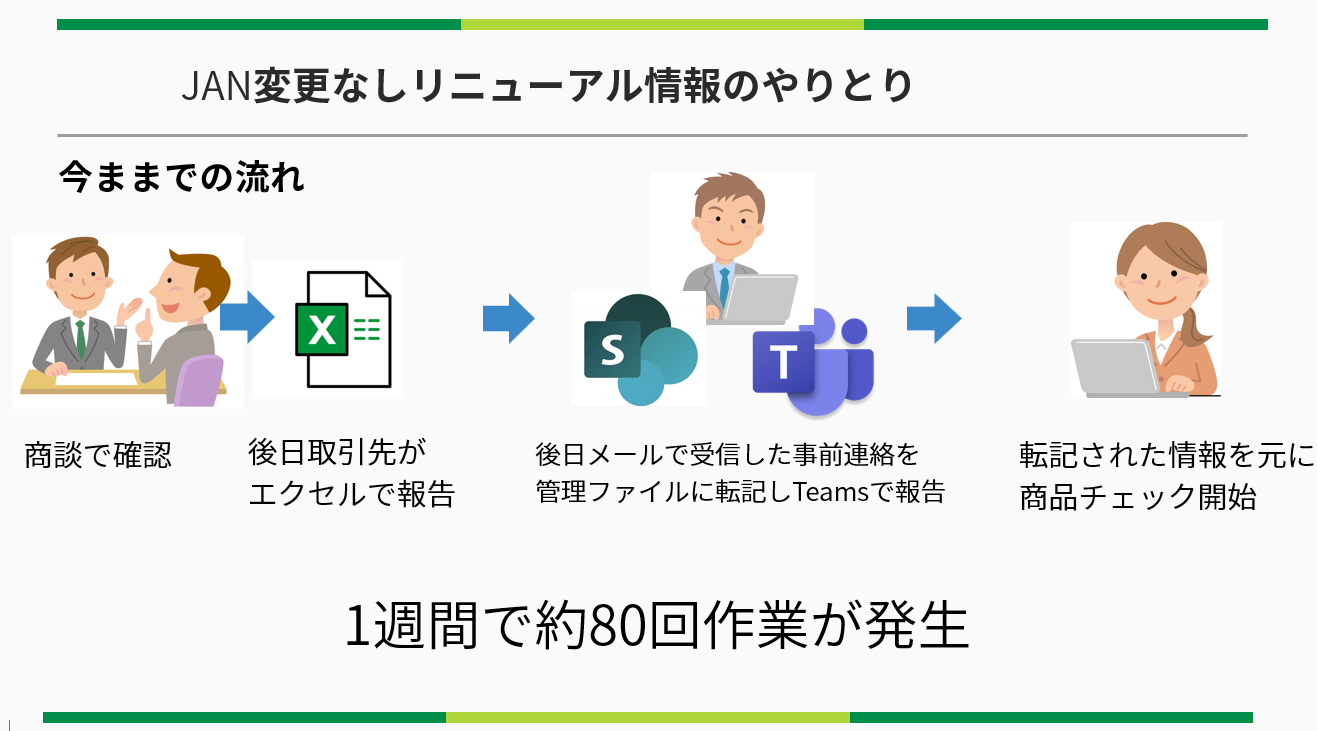 JAN変更なしリニューアル情報のやりとり
今ままでの流れ
X
S
T
商談で確認
後日取引先が
エクセルで報告
後日メールで受信した事前連絡を
管理ファイルに転記しTeamsで報告
転記された情報を元に
商品チェック開始
1週間で約80回作業が発生